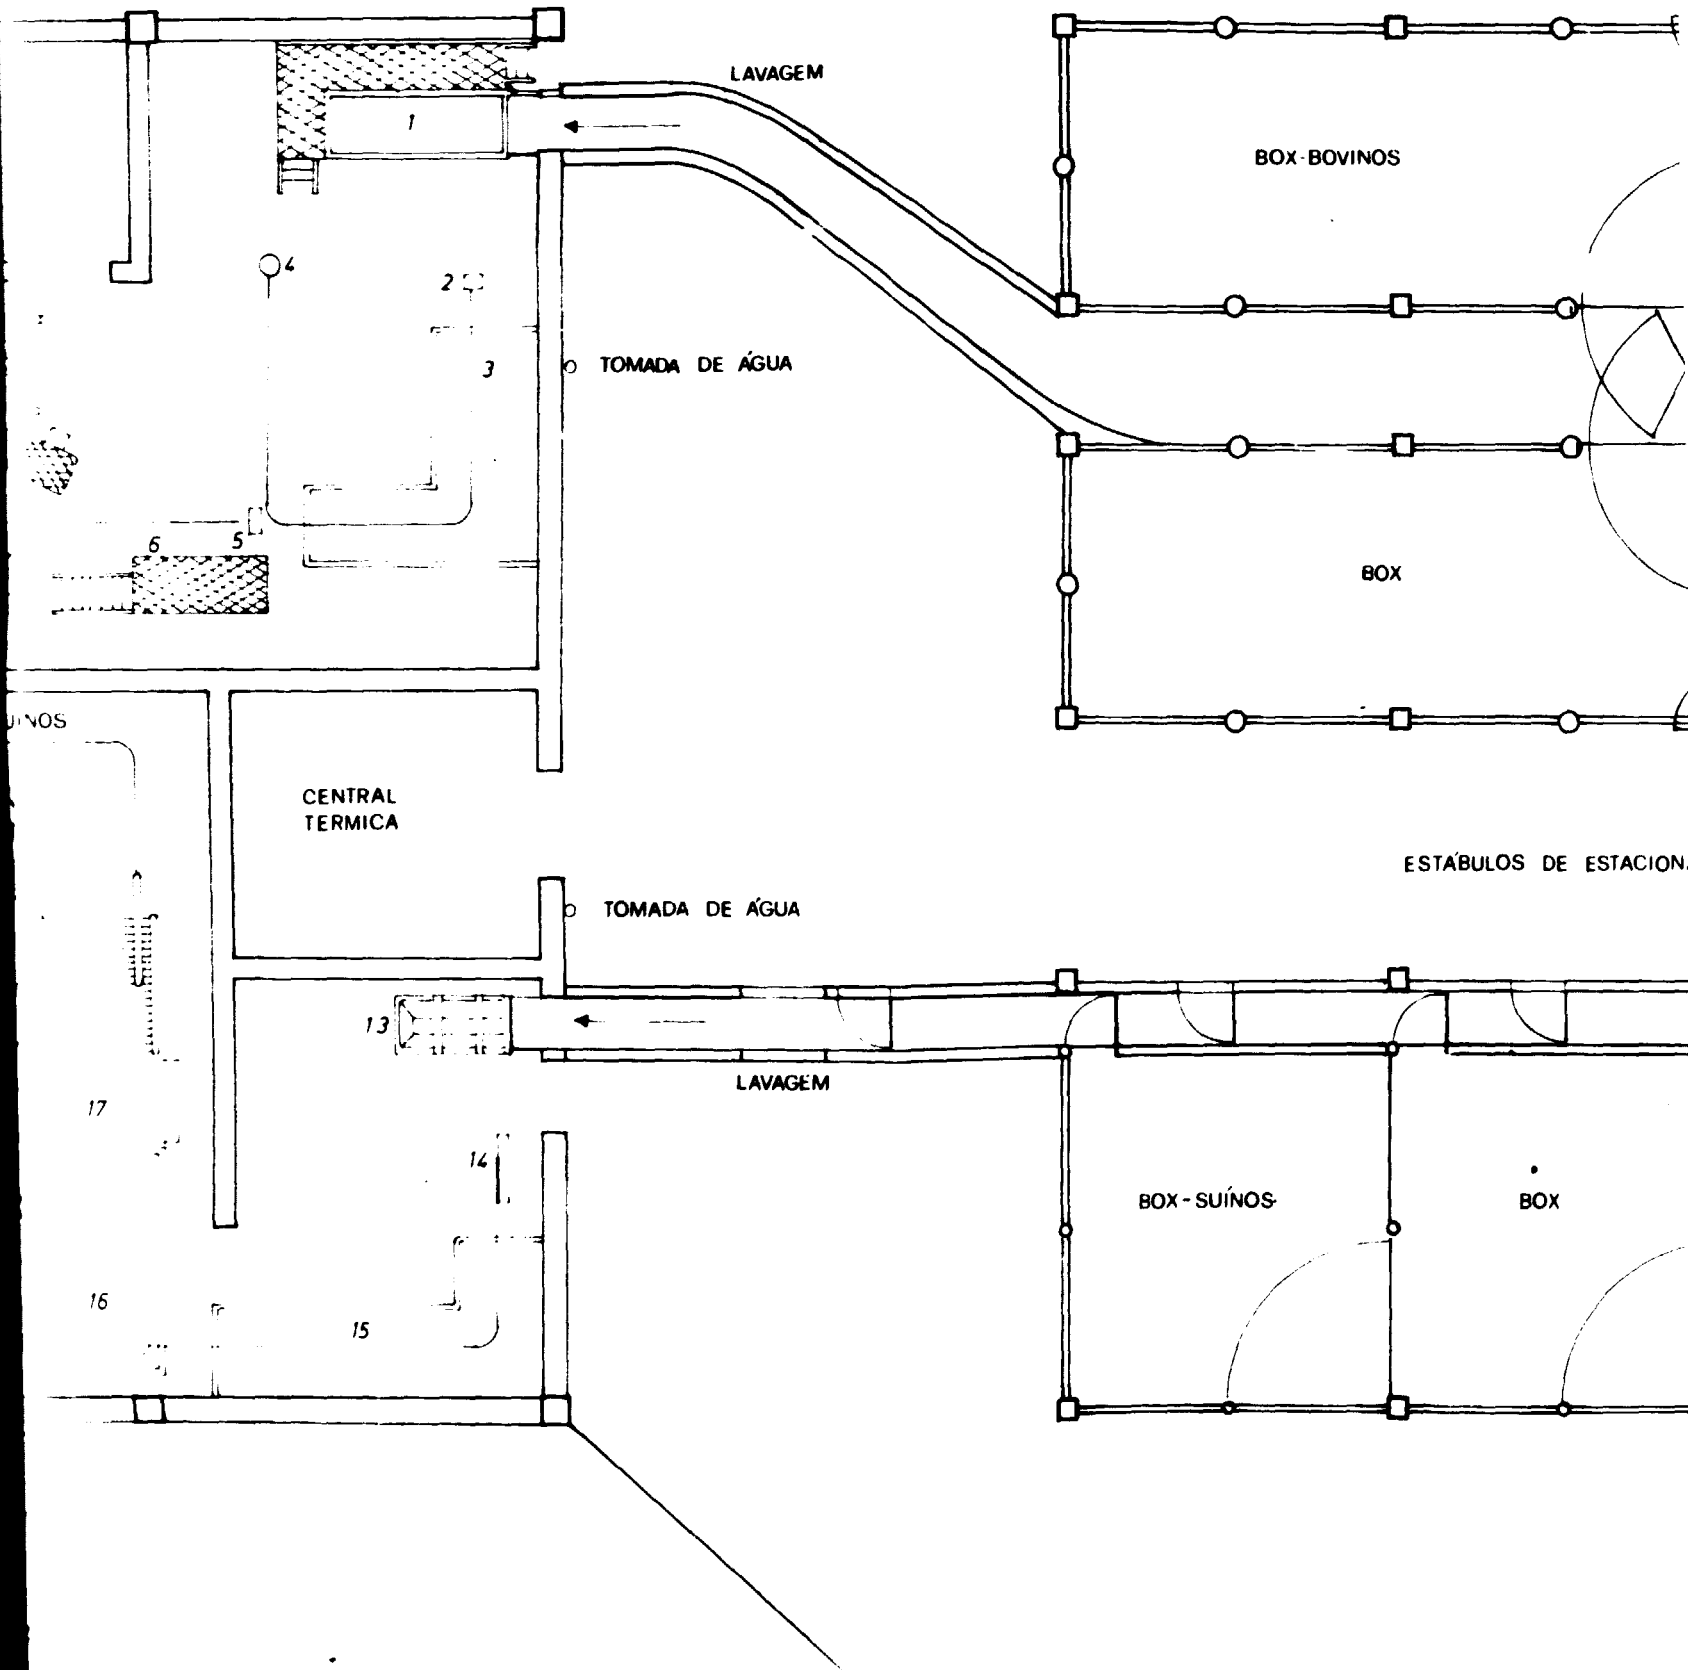 LAVAGEM
1
BOX-BOVINOS
4
2
3
TOMADA DE ÁGUA
6
5
BOX
UINOS
CENTRAL
TERMICA
ESTÁBULOS DE ESTACION
TOMADA DE ÁGUA
13
LAVAGEM
17
14
BOX-SUÍNOS
BOX
16
15